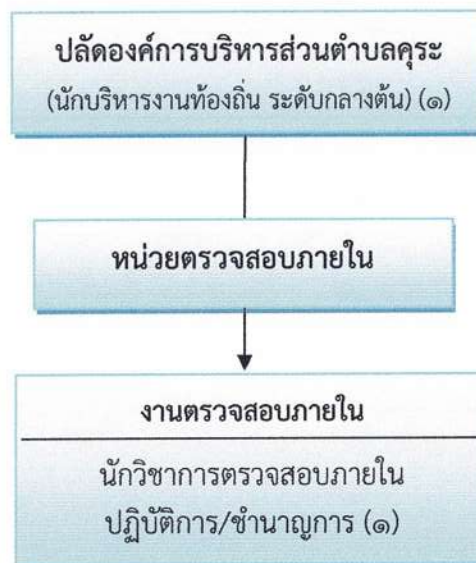 ปลัดองค์การบริหารส่วนตำบลคุระ
(นักบริหารงานท้องถิ่น ระดับกลางต้น) (๑)
หน่วยตรวจสอบภายใน
งานตรวจสอบภายใน
นักวิชาการตรวจสอบภายใน
ปฏิบัติการ/ชำนาญการ (๑)